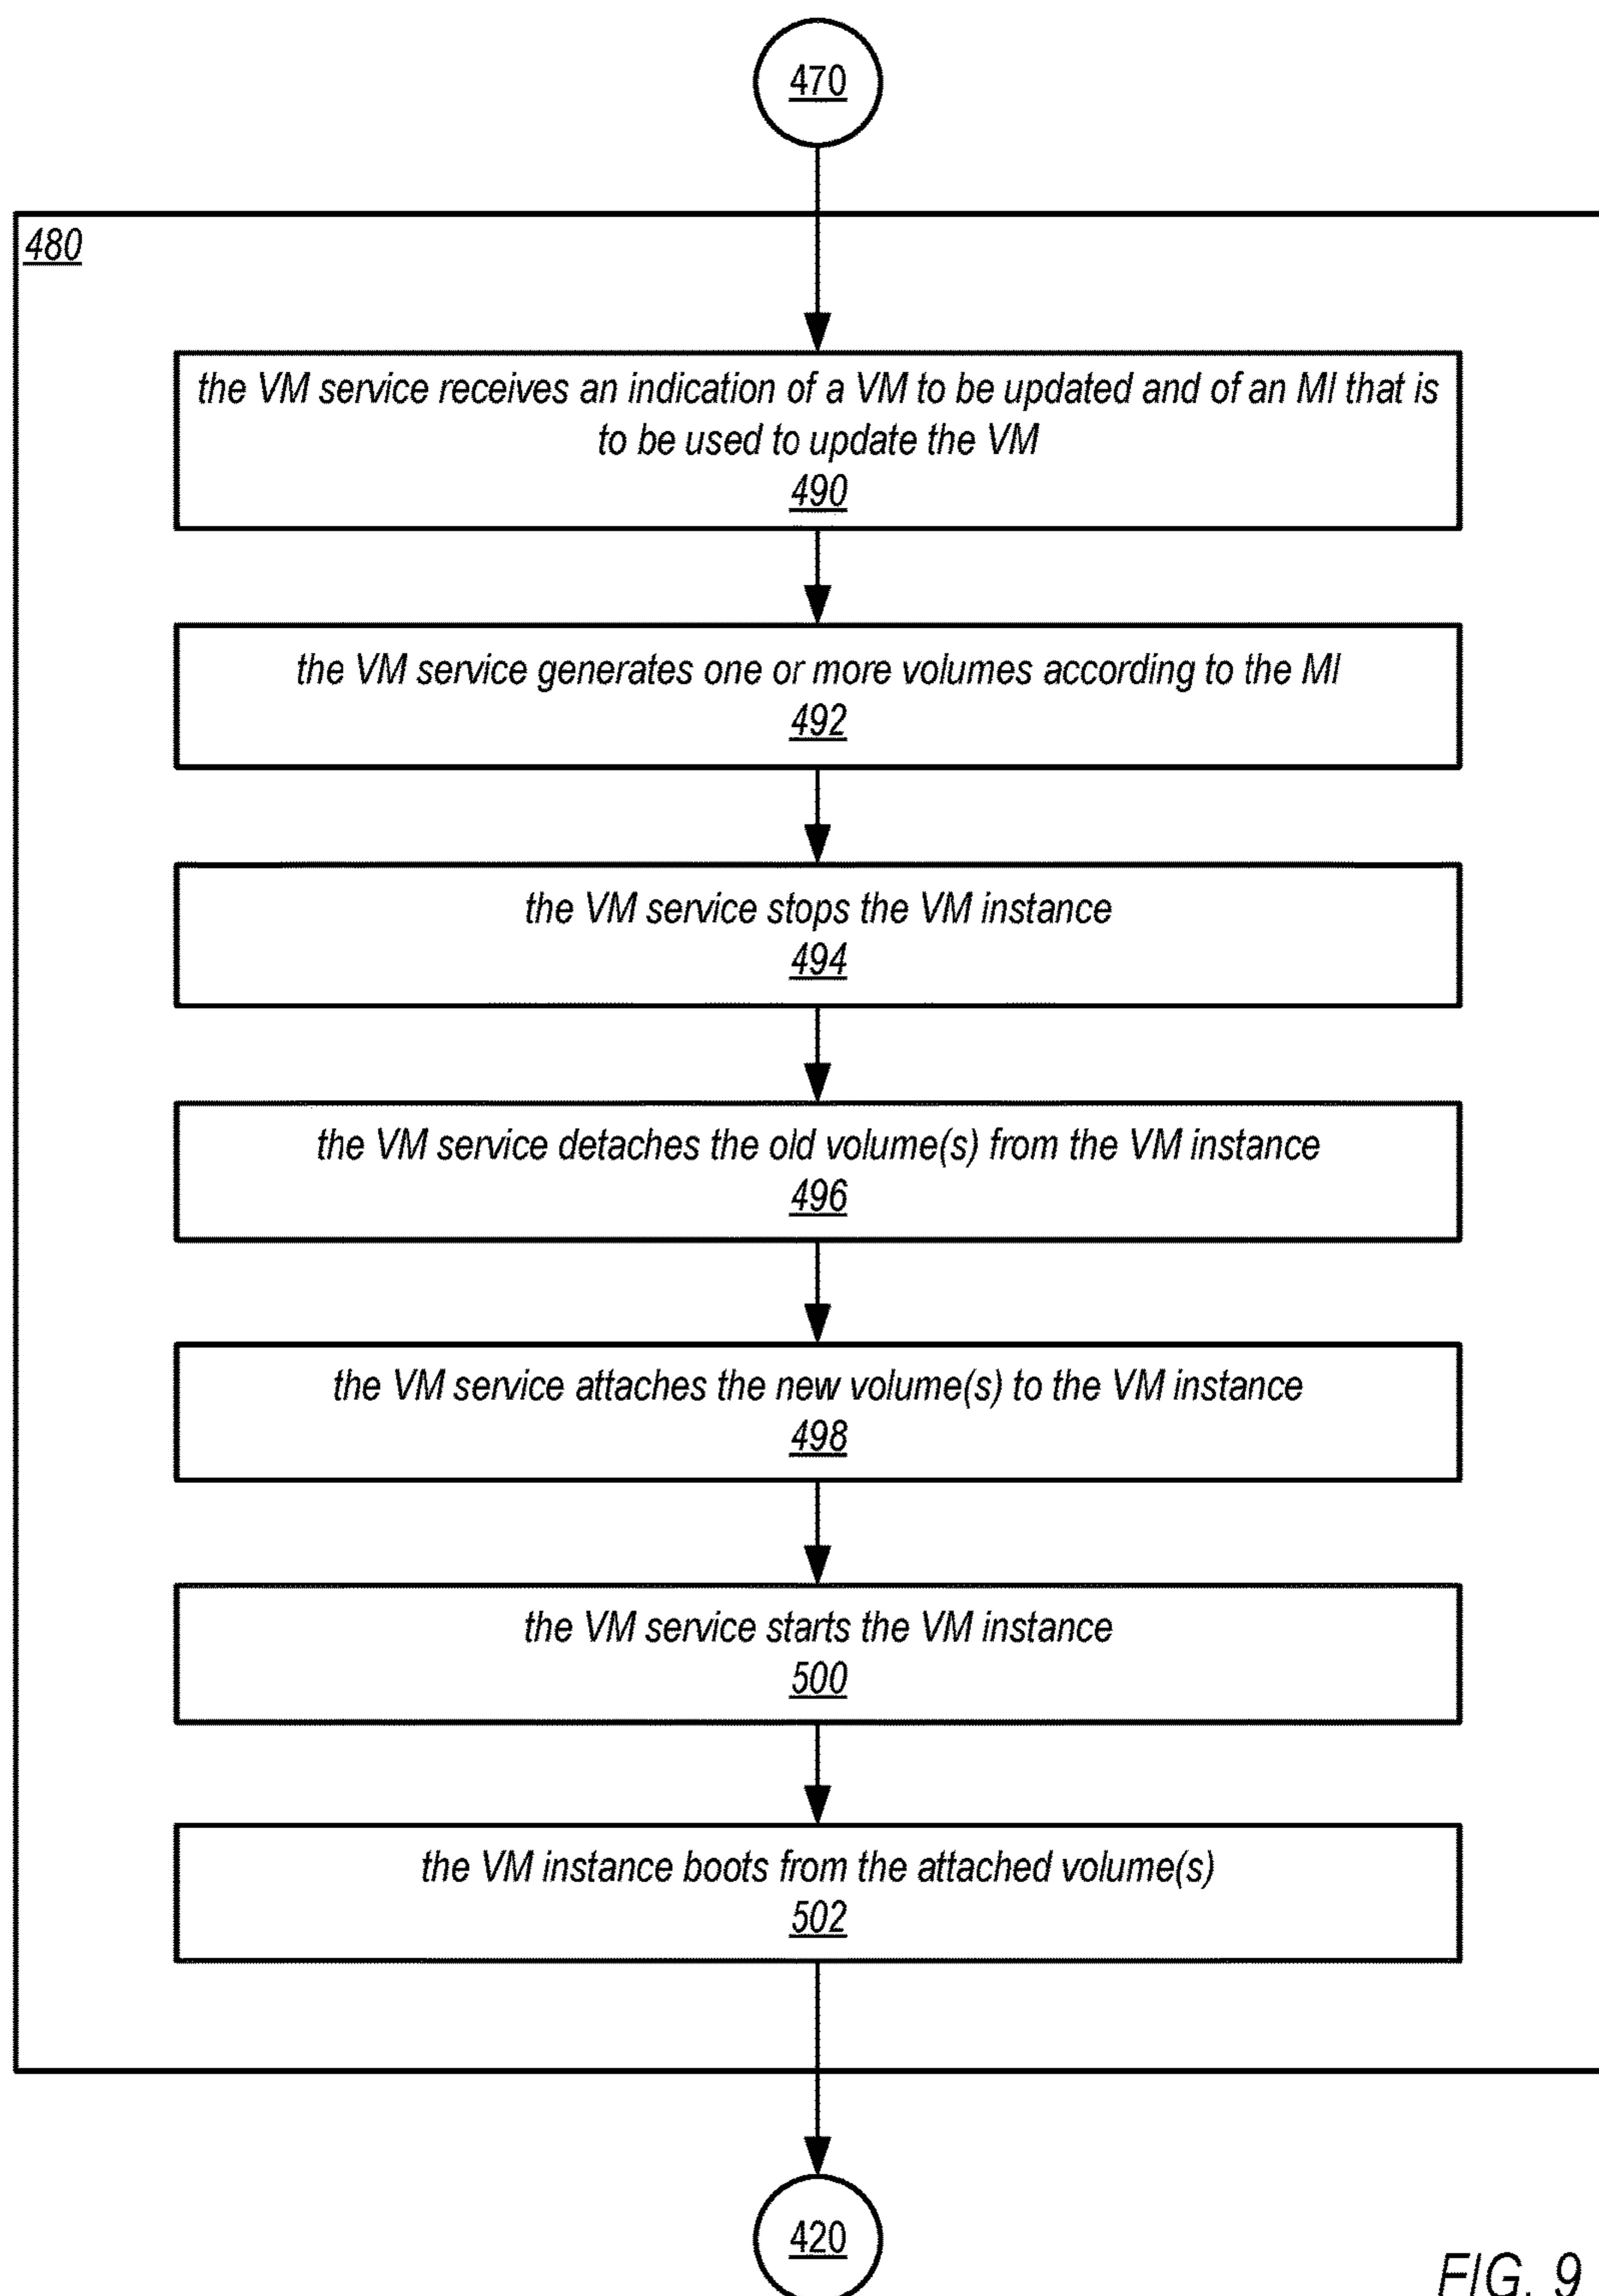 470
480
the VM service receives an indication of a VM to be updated and of an MI that is
to be used to update the VM
490
the VM service generates one or more volumes according to the MI
492
the VM service stops the VM instance
494
the VM service detaches the old volume(s) from the VM instance
496
the VM service attaches the new volume(s) to the VM instance
498
the VM service starts the VM instance
500
the VM instance boots from the attached volume(s)
502
420
FIG. 9